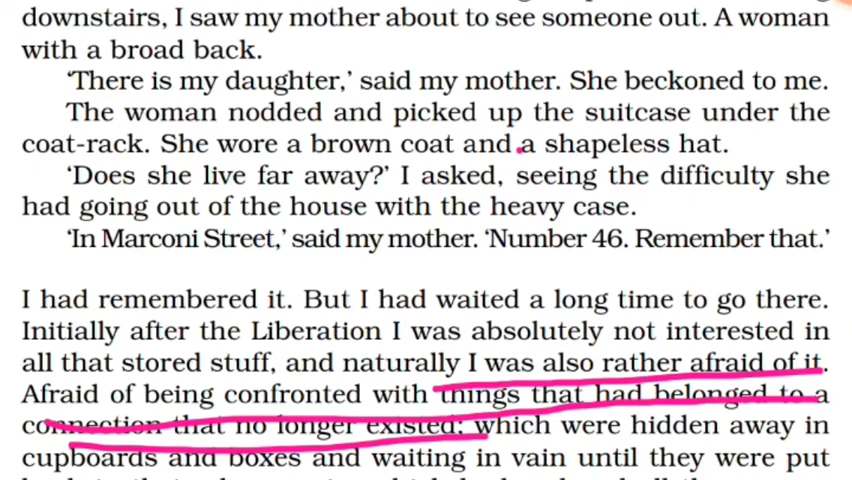 downstairs, I saw my mother about to see someone out. A woman
with a broad back.
‘There is my daughter,’ said my mother. She beckoned to me.
The woman nodded and picked up the suitcase under the
coat-rack. She wore a brown coat and a shapeless hat.
‘Does she live far away?’ I asked, seeing the difficulty she
had going out of the house with the heavy case.
‘In Marconi Street,’ said my mother. ‘Number 46. Remember that.’
I had remembered it. But I had waited a long time to go there.
Initially after the Liberation I was absolutely not interested in
all that stored stuff, and naturally I was also rather afraid of it.
Afraid of being confronted with things that had belonged to a
connection that no longer existed; which were hidden away in
cupboards and boxes and waiting in vain until they were put